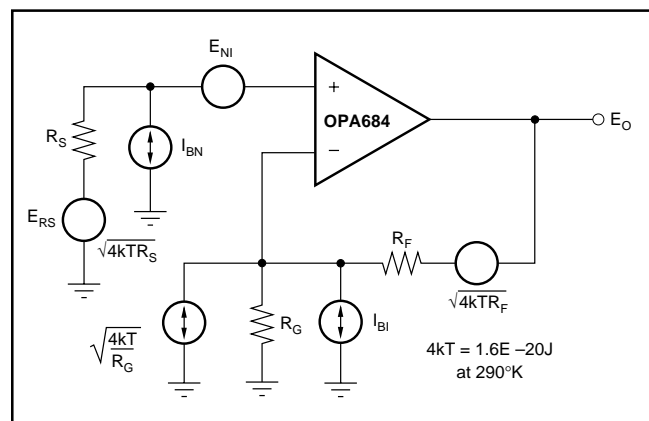 E_NI
+
OPA684
−
E_O
R_S
I_BN
E_RS
√4kTR_S
R_F
√4kTR_F
√4kT/R_G
R_G
I_BI
4kT = 1.6E –20J
at 290°K